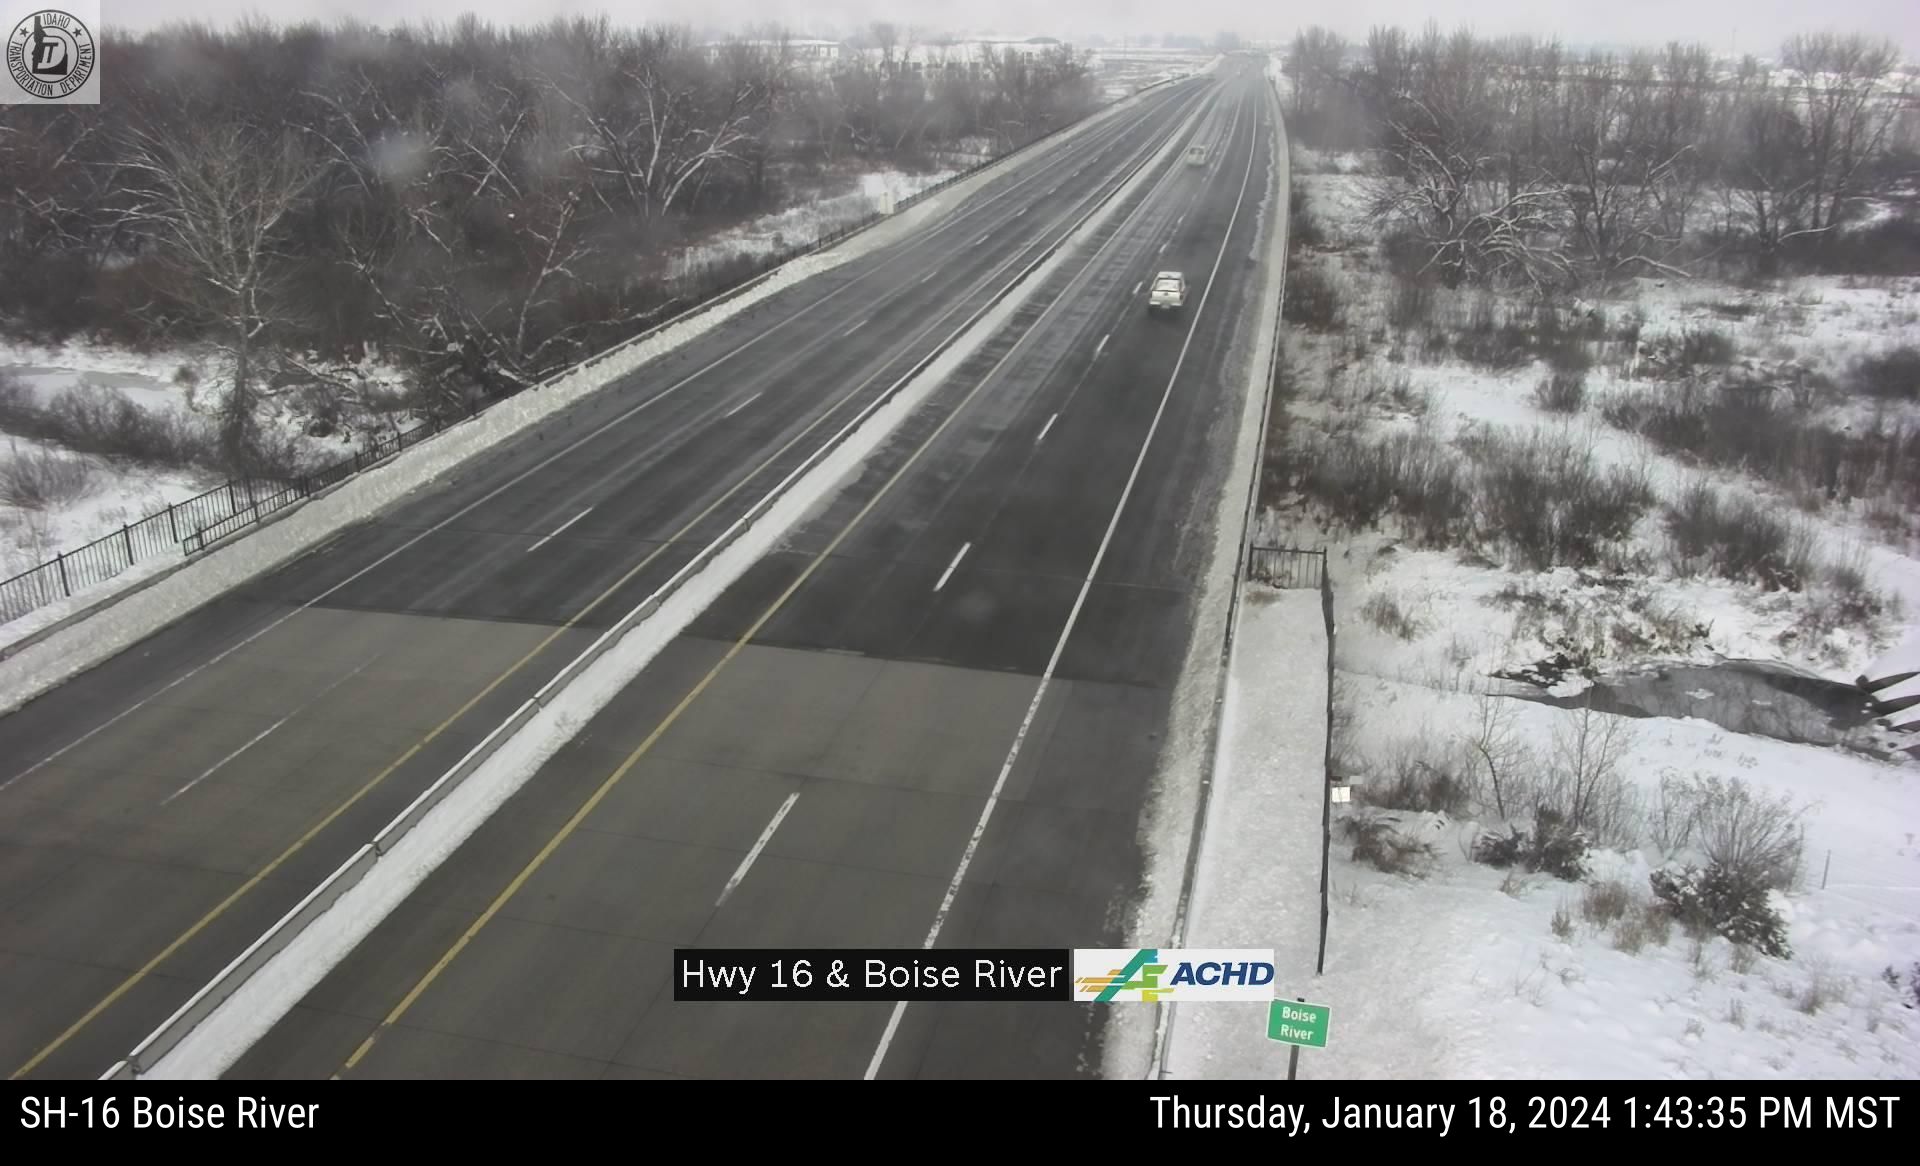 IDAHO
TRANSPORTATION DEPARTMENT
Hwy 16 & Boise River
ACHD
Boise
River
SH-16 Boise River
Thursday, January 18, 2024 1:43:35 PM MST